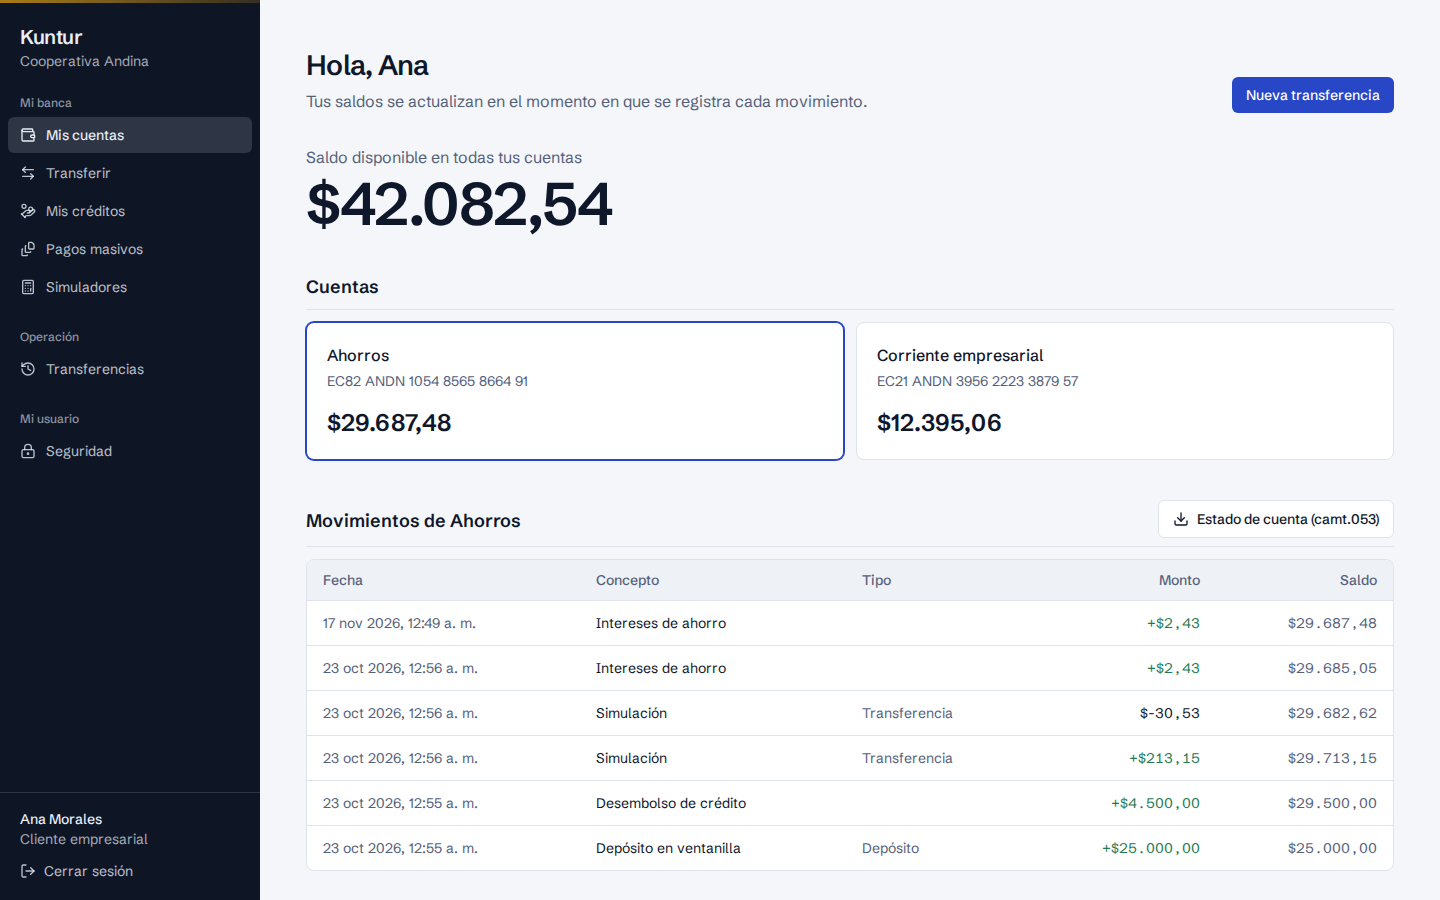 Kuntur
Cooperativa Andina
Mi banca
Mis cuentas
Transferir
Mis créditos
Pagos masivos
Simuladores
Operación
Transferencias
Mi usuario
Seguridad
Ana Morales
Cliente empresarial
Cerrar sesión
Hola, Ana
Tus saldos se actualizan en el momento en que se registra cada movimiento.
Nueva transferencia
Saldo disponible en todas tus cuentas
$42.082,54
Cuentas
Ahorros
EC82 ANDN 1054 8565 8664 91
$29.687,48
Corriente empresarial
EC21 ANDN 3956 2223 3879 57
$12.395,06
Movimientos de Ahorros
Estado de cuenta (camt.053)
Fecha Concepto Tipo Monto Saldo
17 nov 2026, 12:49 a. m. Intereses de ahorro +$2,43 $29.687,48
23 oct 2026, 12:56 a. m. Intereses de ahorro +$2,43 $29.685,05
23 oct 2026, 12:56 a. m. Simulación Transferencia $-30,53 $29.682,62
23 oct 2026, 12:56 a. m. Simulación Transferencia +$213,15 $29.713,15
23 oct 2026, 12:55 a. m. Desembolso de crédito +$4.500,00 $29.500,00
23 oct 2026, 12:55 a. m. Depósito en ventanilla Depósito +$25.000,00 $25.000,00